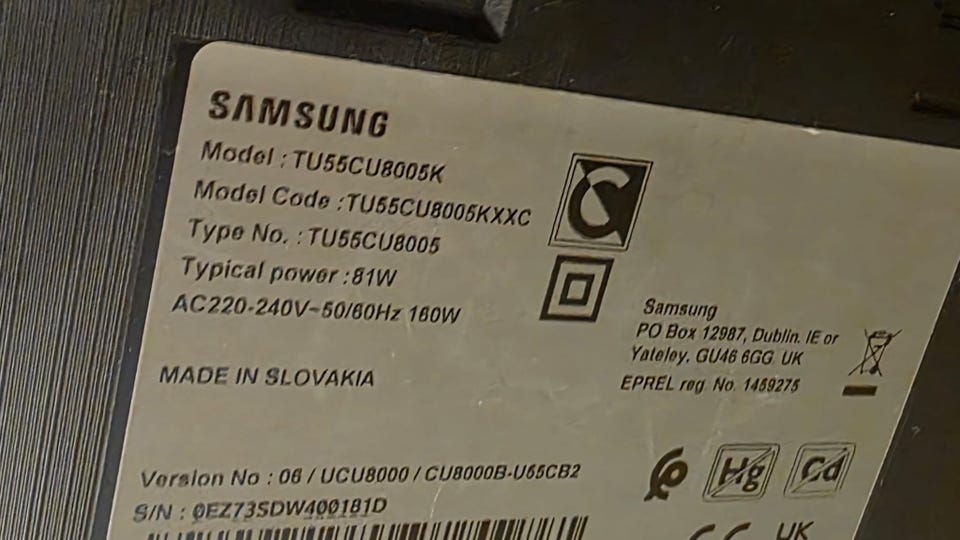 SAMSUNG
Model : TU55CU8005K
Model Code :TU55CU8005KXXC
Type No. : TU55CU8005
Typical power :81W
AC220-240V~50/60Hz 160W
MADE IN SLOVAKIA
Samsung
PO Box 12987, Dublin. IE or
Yateley, GU46 6GG. UK
EPREL reg. No. 1459275
Version No : 06 / UCU8000 / CU8000B-U55CB2
S/N : 0EZ73SDW400181D
Hg
Cd
CE
UK